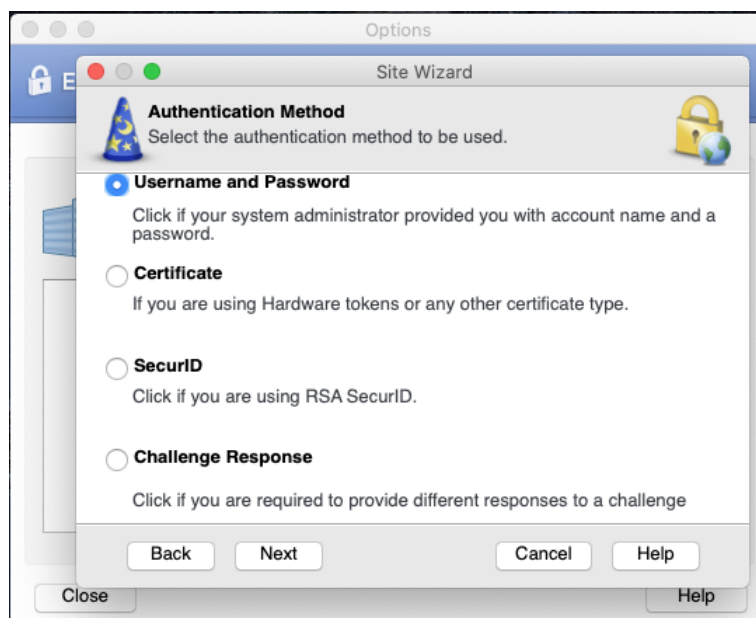 Options
E
Site Wizard
Authentication Method
Select the authentication method to be used.
Username and Password
Click if your system administrator provided you with account name and a
password.
Certificate
If you are using Hardware tokens or any other certificate type.
SecurID
Click if you are using RSA SecurID.
Challenge Response
Click if you are required to provide different responses to a challenge
Back Next Cancel Help
Close Help